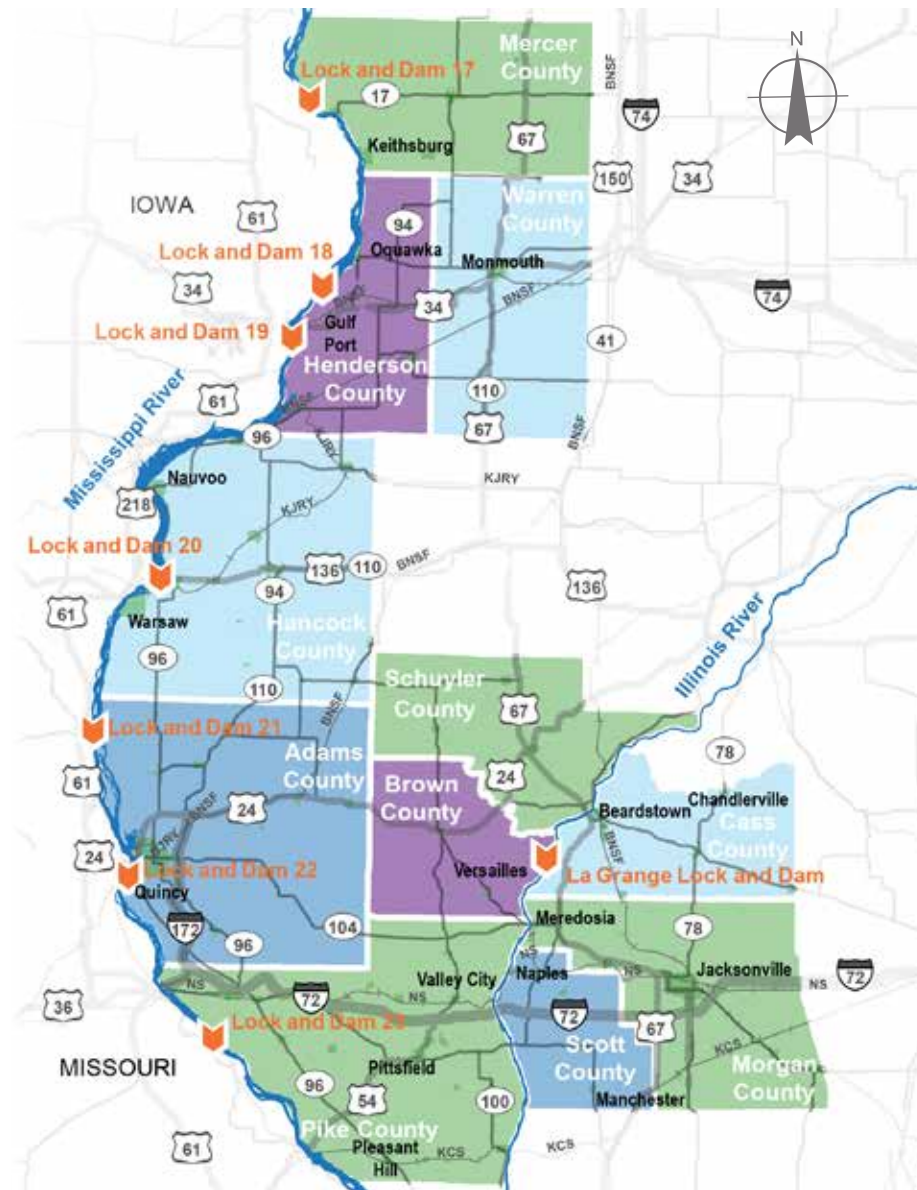 N
Mercer
County
Lock and Dam 17
17
BNSF
74
67
Keithsburg
150
34
Warren
County
IOWA
61
94
Lock and Dam 18
Oquawka
Monmouth
34
74
BNSF
34
Lock and Dam 19
Gulf
Port
41
Henderson
County
110
61
BNSF
67
BNSF
96
KJRY
Mississippi River
Nauvoo
KJRY
218
KJRY
Lock and Dam 20
136
110
BNSF
136
94
61
Warsaw
Hancock
County
96
Illinois River
Schuyler
County
110
67
BNSF
Lock and Dam 21
Adams
County
78
61
24
Brown
County
24
Chandlerville
Beardstown
Cass
County
BNSF
KJRY
BNSF
24
Versailles
Lock and Dam 22
La Grange Lock and Dam
Quincy
Meredosia
172
104
78
96
NS
Valley City
Naples
NS
Jacksonville
NS
72
NS
72
NS
36
72
Lock and Dam 23
67
Scott
County
KCS
MISSOURI
Pittsfield
Morgan
County
96
54
100
Manchester
Pike County
61
Pleasant
Hill
KCS
KCS